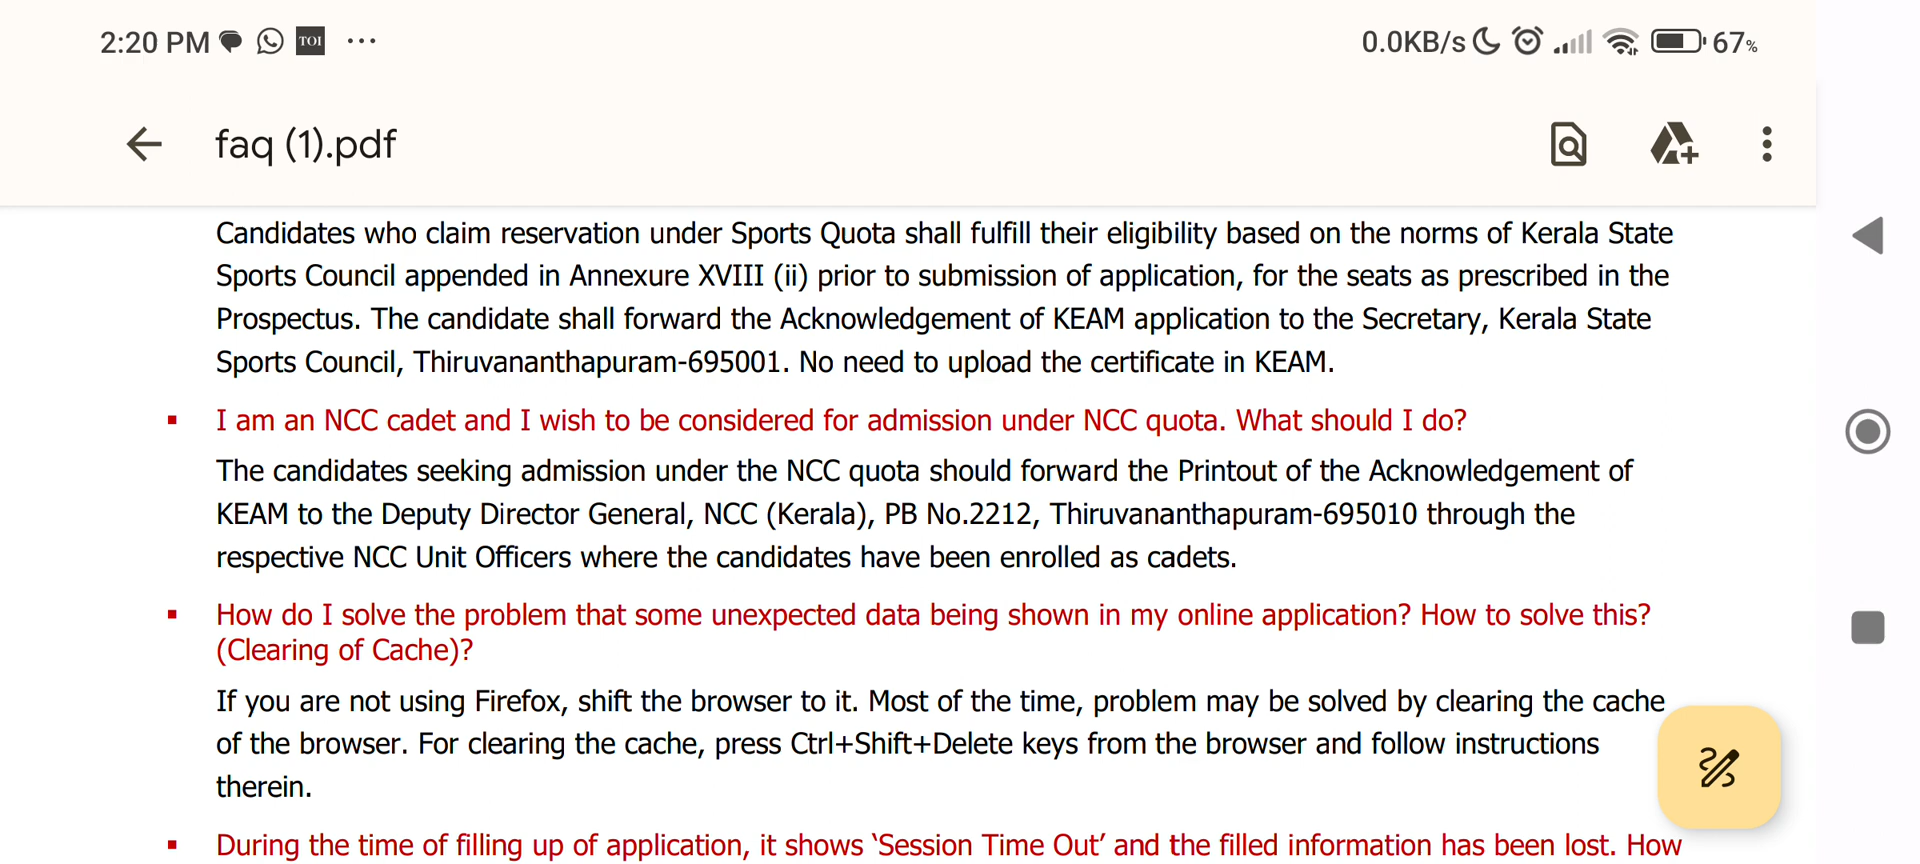 2:20 PM TOI ...
0.0KB/s 67%
faq (1).pdf
Candidates who claim reservation under Sports Quota shall fulfill their eligibility based on the norms of Kerala State
Sports Council appended in Annexure XVIII (ii) prior to submission of application, for the seats as prescribed in the
Prospectus. The candidate shall forward the Acknowledgement of KEAM application to the Secretary, Kerala State
Sports Council, Thiruvananthapuram-695001. No need to upload the certificate in KEAM.
▪ I am an NCC cadet and I wish to be considered for admission under NCC quota. What should I do?
The candidates seeking admission under the NCC quota should forward the Printout of the Acknowledgement of
KEAM to the Deputy Director General, NCC (Kerala), PB No.2212, Thiruvananthapuram-695010 through the
respective NCC Unit Officers where the candidates have been enrolled as cadets.
▪ How do I solve the problem that some unexpected data being shown in my online application? How to solve this?
(Clearing of Cache)?
If you are not using Firefox, shift the browser to it. Most of the time, problem may be solved by clearing the cache
of the browser. For clearing the cache, press Ctrl+Shift+Delete keys from the browser and follow instructions
therein.
▪ During the time of filling up of application, it shows ‘Session Time Out’ and the filled information has been lost. How